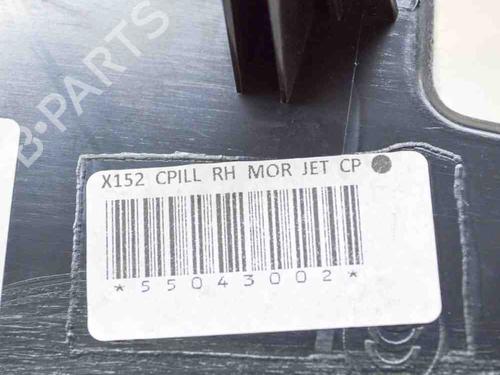 B-PARTS
X152 CPILL RH MOR JET CP
*55043002*